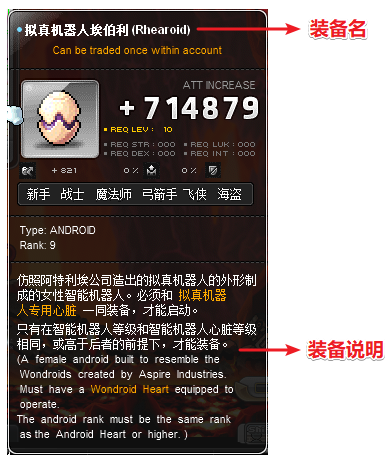 拟真机器人埃伯利 (Rhearoid)
装备名
Can be traded once within account
ATT INCREASE
+714879
REQ LEV : 10
REQ STR : 000 REQ LUK : 000
REQ DEX : 000 REQ INT : 000
+ 821 0 % 0 %
新手 战士 魔法师 弓箭手 飞侠 海盗
Type: ANDROID
Rank: 9
仿照阿特利埃公司造出的拟真机器人的外形制
成的女性智能机器人。必须和 拟真机器
人专用心脏 一同装备，才能启动。
只有在智能机器人等级和智能机器人心脏等级
相同，或高于后者的前提下，才能装备。
装备说明
(A female android built to resemble the
Wondroids created by Aspire Industries.
Must have a Wondroid Heart equipped to
operate.
The android rank must be the same rank
as the Android Heart or higher. )